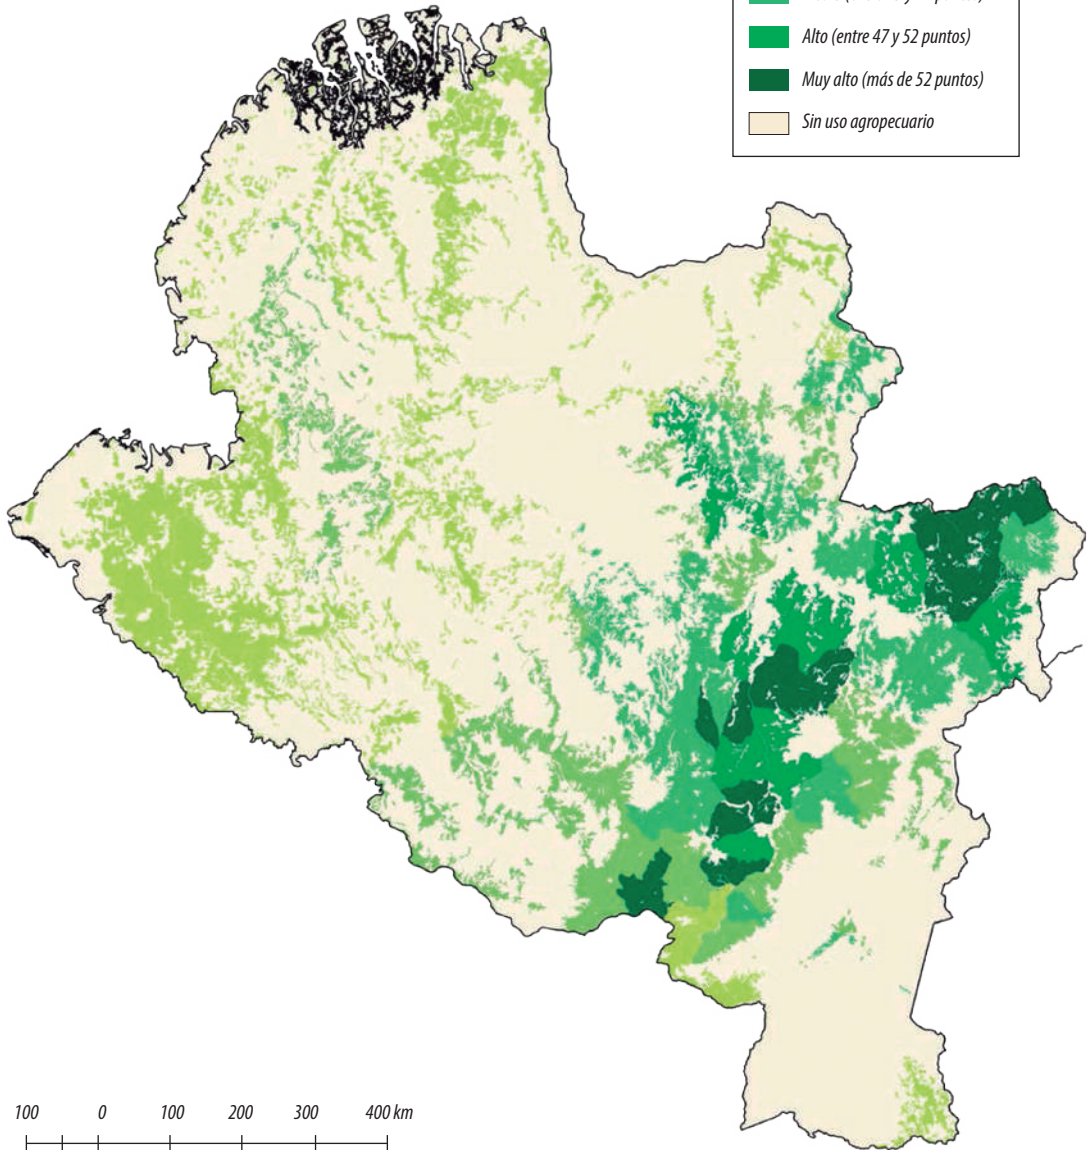 Alto (entre 47 y 52 puntos)
Muy alto (más de 52 puntos)
Sin uso agropecuario
100 0 100 200 300 400 km